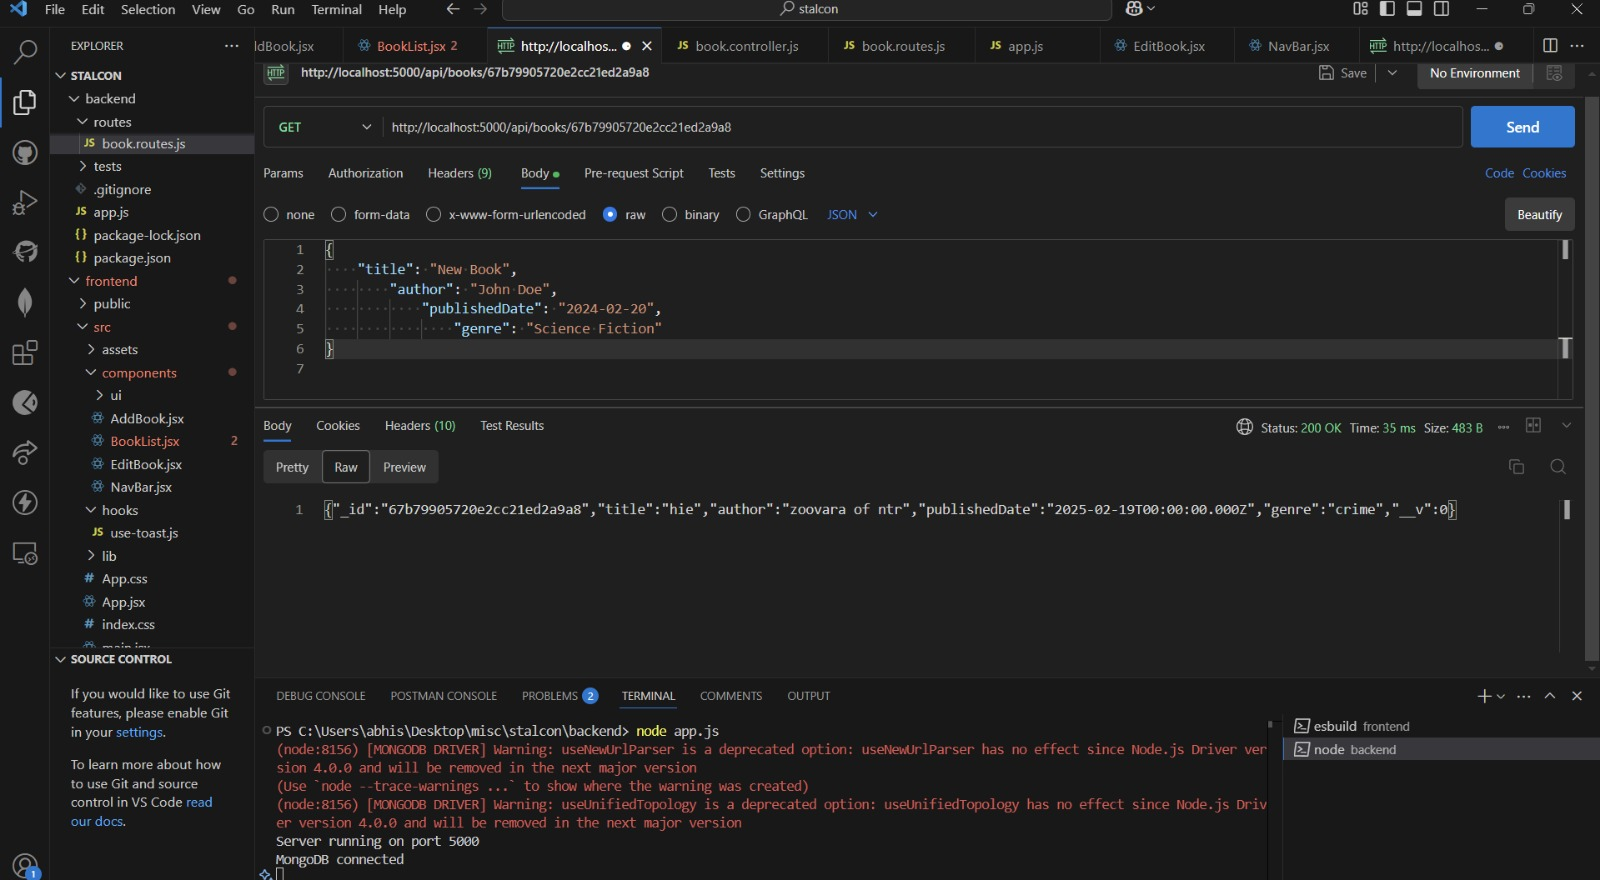 File Edit Selection View Go Run Terminal Help stalcon
EXPLORER
STALCON
backend
routes
JS book.routes.js
tests
.gitignore
JS app.js
{} package-lock.json
{} package.json
frontend
public
src
assets
components
ui
AddBook.jsx
BookList.jsx 2
EditBook.jsx
NavBar.jsx
hooks
JS use-toast.js
lib
# App.css
App.jsx
# index.css
main.jsx
SOURCE CONTROL
If you would like to use Git
features, please enable Git
in your settings.
To learn more about how
to use Git and source
control in VS Code read
our docs.
1
ldBook.jsx BookList.jsx 2 HTTP http://localhos... JS book.controller.js JS book.routes.js JS app.js EditBook.jsx NavBar.jsx HTTP http://localhos...
HTTP http://localhost:5000/api/books/67b79905720e2cc21ed2a9a8 Save No Environment
GET http://localhost:5000/api/books/67b79905720e2cc21ed2a9a8 Send
Params Authorization Headers (9) Body Pre-request Script Tests Settings Code Cookies
none form-data x-www-form-urlencoded raw binary GraphQL JSON Beautify
1 {
2 "title": "New Book",
3 "author": "John Doe",
4 "publishedDate": "2024-02-20",
5 "genre": "Science Fiction"
6 }
7
Body Cookies Headers (10) Test Results Status: 200 OK Time: 35 ms Size: 483 B
Pretty Raw Preview
1 {"_id":"67b79905720e2cc21ed2a9a8","title":"hie","author":"zoovara of ntr","publishedDate":"2025-02-19T00:00:00.000Z","genre":"crime","__v":0}
DEBUG CONSOLE POSTMAN CONSOLE PROBLEMS 2 TERMINAL COMMENTS OUTPUT
PS C:\Users\abhis\Desktop\misc\stalcon\backend> node app.js
(node:8156) [MONGODB DRIVER] Warning: useNewUrlParser is a deprecated option: useNewUrlParser has no effect since Node.js Driver ver
sion 4.0.0 and will be removed in the next major version
(Use `node --trace-warnings ...` to show where the warning was created)
(node:8156) [MONGODB DRIVER] Warning: useUnifiedTopology is a deprecated option: useUnifiedTopology has no effect since Node.js Driv
er version 4.0.0 and will be removed in the next major version
Server running on port 5000
MongoDB connected
esbuild frontend
node backend